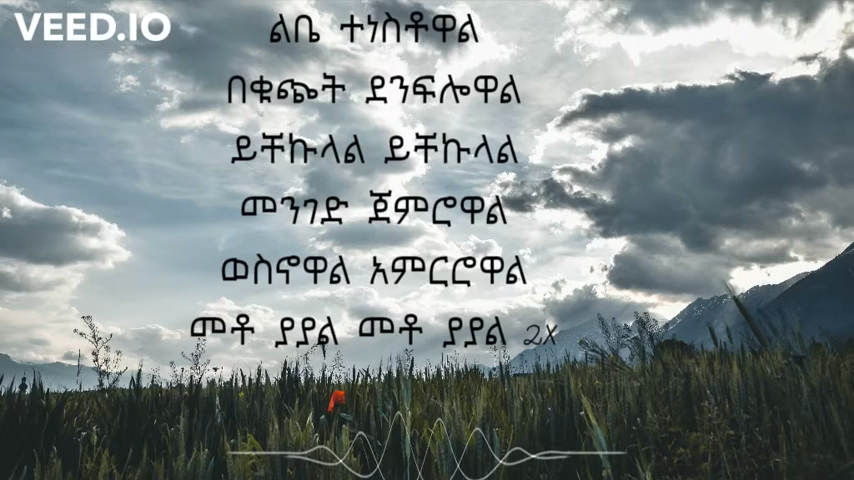 VEED.IO
ልቤ ተነስቶዋል
በቁጭት ደንፍሎዋል
ይቸኩላል ይቸኩላል
መንገድ ጀምሮዋል
ወስኖዋል አምርሮዋል
መቶ ያያል መቶ ያያል 2x